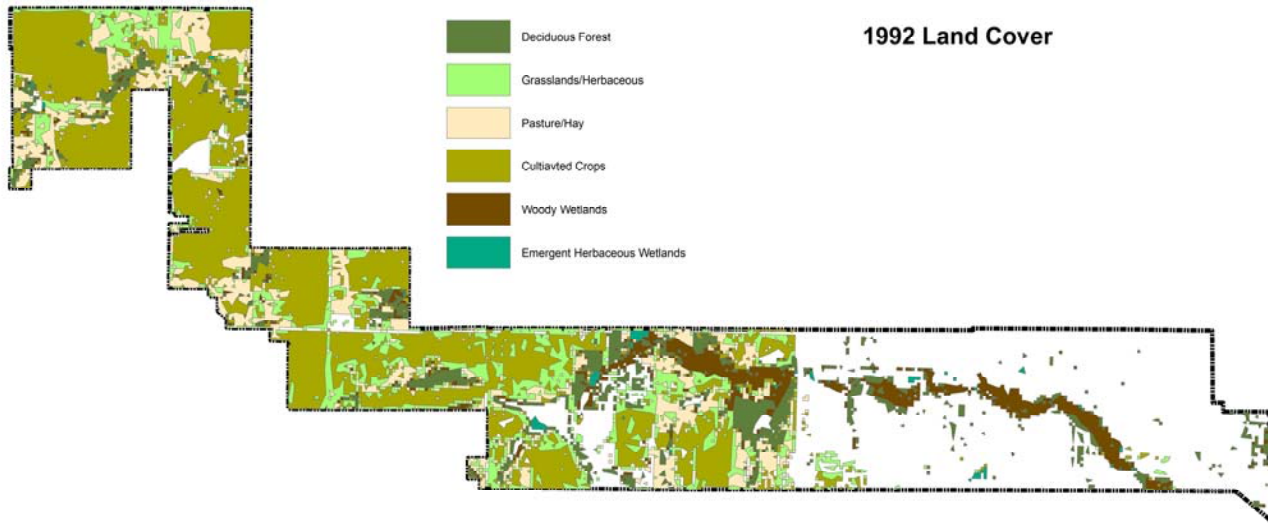 1992 Land Cover
Deciduous Forest
Grasslands/Herbaceous
Pasture/Hay
Cultiavted Crops
Woody Wetlands
Emergent Herbaceous Wetlands